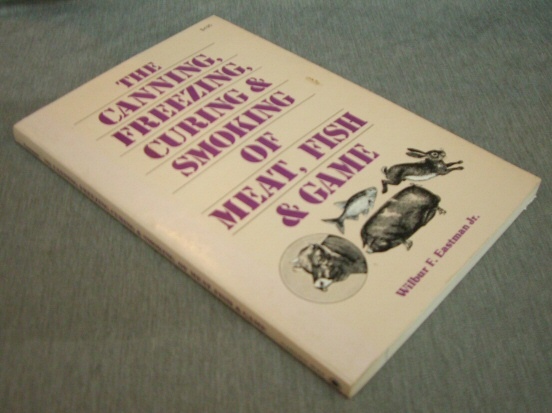 THE
CANNING,
FREEZING,
CURING &
SMOKING
OF
MEAT, FISH
& GAME
Wilbur F. Eastman Jr.